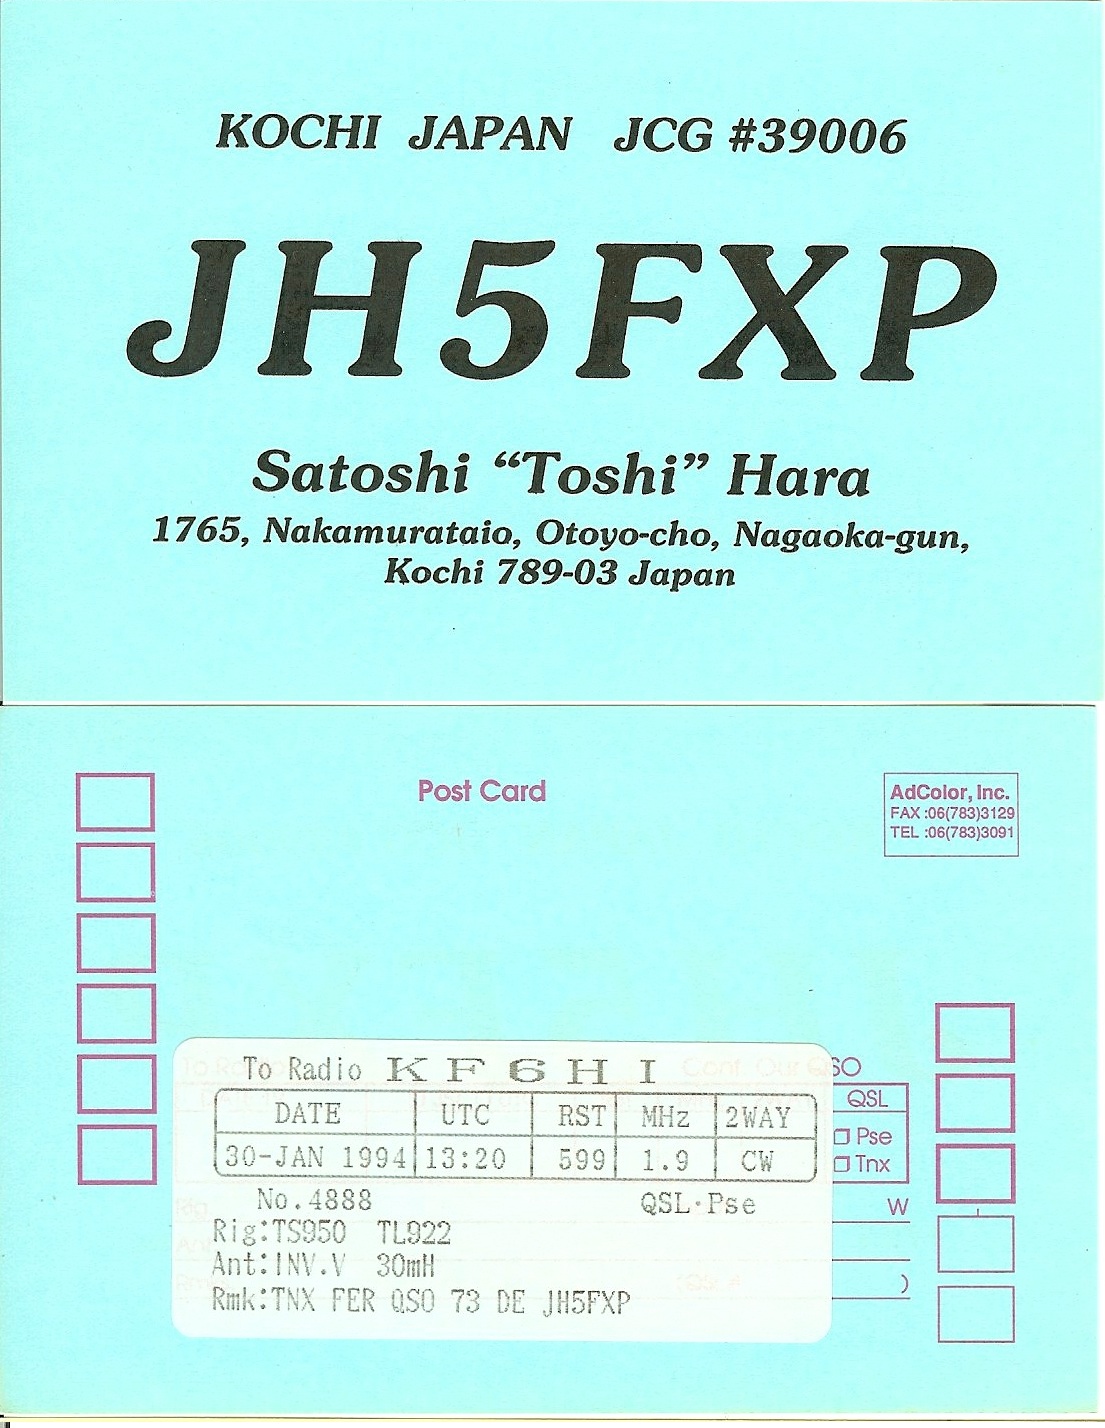 KOCHI JAPAN JCG #39006
JH5FXP
Satoshi “Toshi” Hara
1765, Nakamurataio, Otoyo-cho, Nagaoka-gun,
Kochi 789-03 Japan
Post Card
AdColor, Inc.
FAX :06(783)3129
TEL :06(783)3091
To Radio KF6HI
DATE UTC RST MHz 2WAY
30-JAN 1994 13:20 599 1.9 CW
No.4888 QSL·Pse
Rig:TS950 TL922
Ant:INV.V 30mH
Rmk:TNX FER QSO 73 DE JH5FXP
SO
QSL
Pse
Tnx
W
)